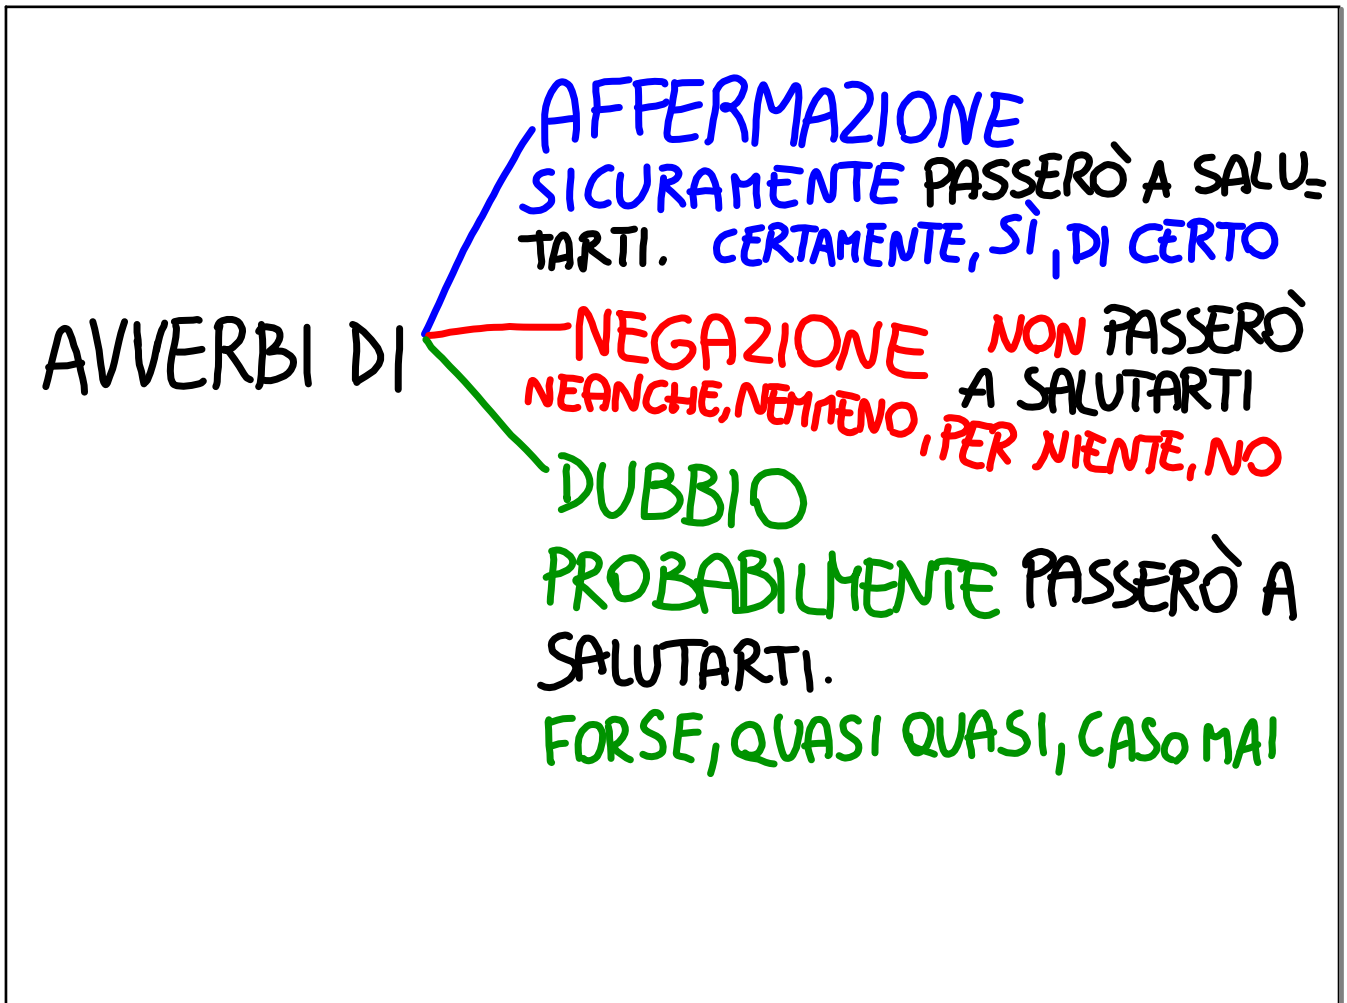 AVVERBI DI
AFFERMAZIONE
SICURAMENTE PASSERÒ A SALU=
TARTI. CERTAMENTE, SÌ, DI CERTO
NEGAZIONE NON PASSERÒ
A SALUTARTI
NEANCHE, NEMMENO, PER NIENTE, NO
DUBBIO
PROBABILMENTE PASSERÒ A
SALUTARTI.
FORSE, QUASI QUASI, CASO MAI